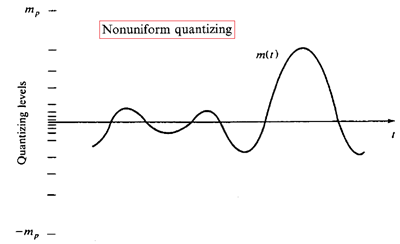 m_p
Nonuniform quantizing
m(t)
Quantizing levels
t
-m_p